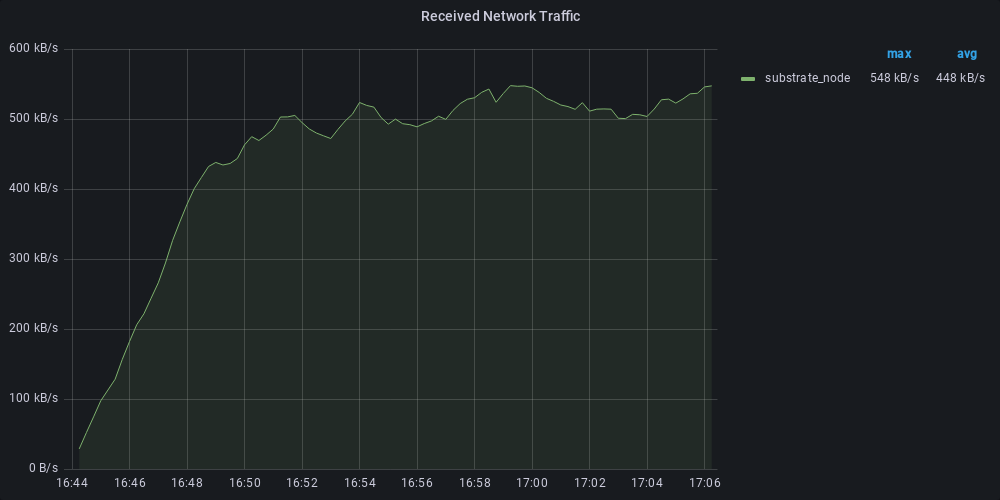 Received Network Traffic
600 kB/s
500 kB/s
400 kB/s
300 kB/s
200 kB/s
100 kB/s
0 B/s
16:44 16:46 16:48 16:50 16:52 16:54 16:56 16:58 17:00 17:02 17:04 17:06
max avg
substrate_node 548 kB/s 448 kB/s